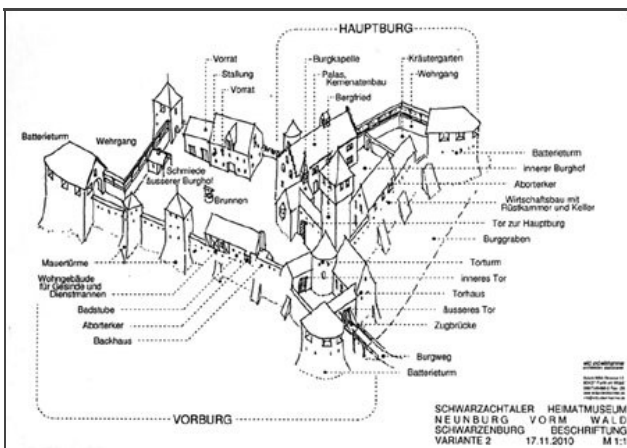 HAUPTBURG
Vorrat
Stallung
Vorrat
Burgkapelle
Palas,
Kemenatenbau
Bergfried
Kräutergarten
Wehrgang
Batterieturm
Wehrgang
Schmiede
äusserer Burghof
Brunnen
Batterieturm
innerer Burghof
Aborterker
Wirtschaftsbau mit
Rüstkammer und Keller
Tor zur Hauptburg
Burggraben
Mauertürme
Wohngebäude
für Gesinde und
Dienstmannen
Badstube
Aborterker
Backhaus
Torturm
inneres Tor
Torhaus
äusseres Tor
Zugbrücke
Burgweg
Batterieturm
VORBURG
SCHWARZACHTALER HEIMATMUSEUM
NEUNBURG VORM WALD
SCHWARZENBURG BESCHRIFTUNG
VARIANTE 2 17.11.2010 M 1: